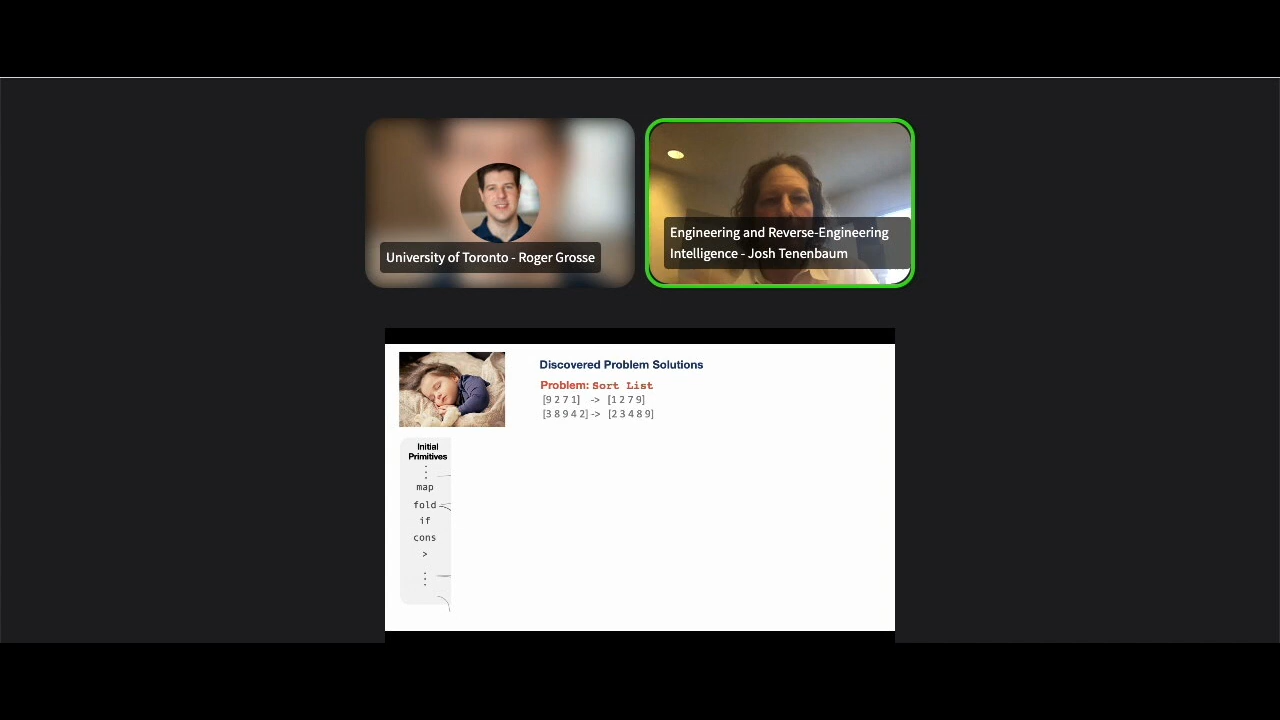 University of Toronto - Roger Grosse
Engineering and Reverse-Engineering
Intelligence - Josh Tenenbaum
Discovered Problem Solutions
Problem: Sort List
[9 2 7 1] -> [1 2 7 9]
[3 8 9 4 2] -> [2 3 4 8 9]
Initial
Primitives
map
fold
if
cons
>